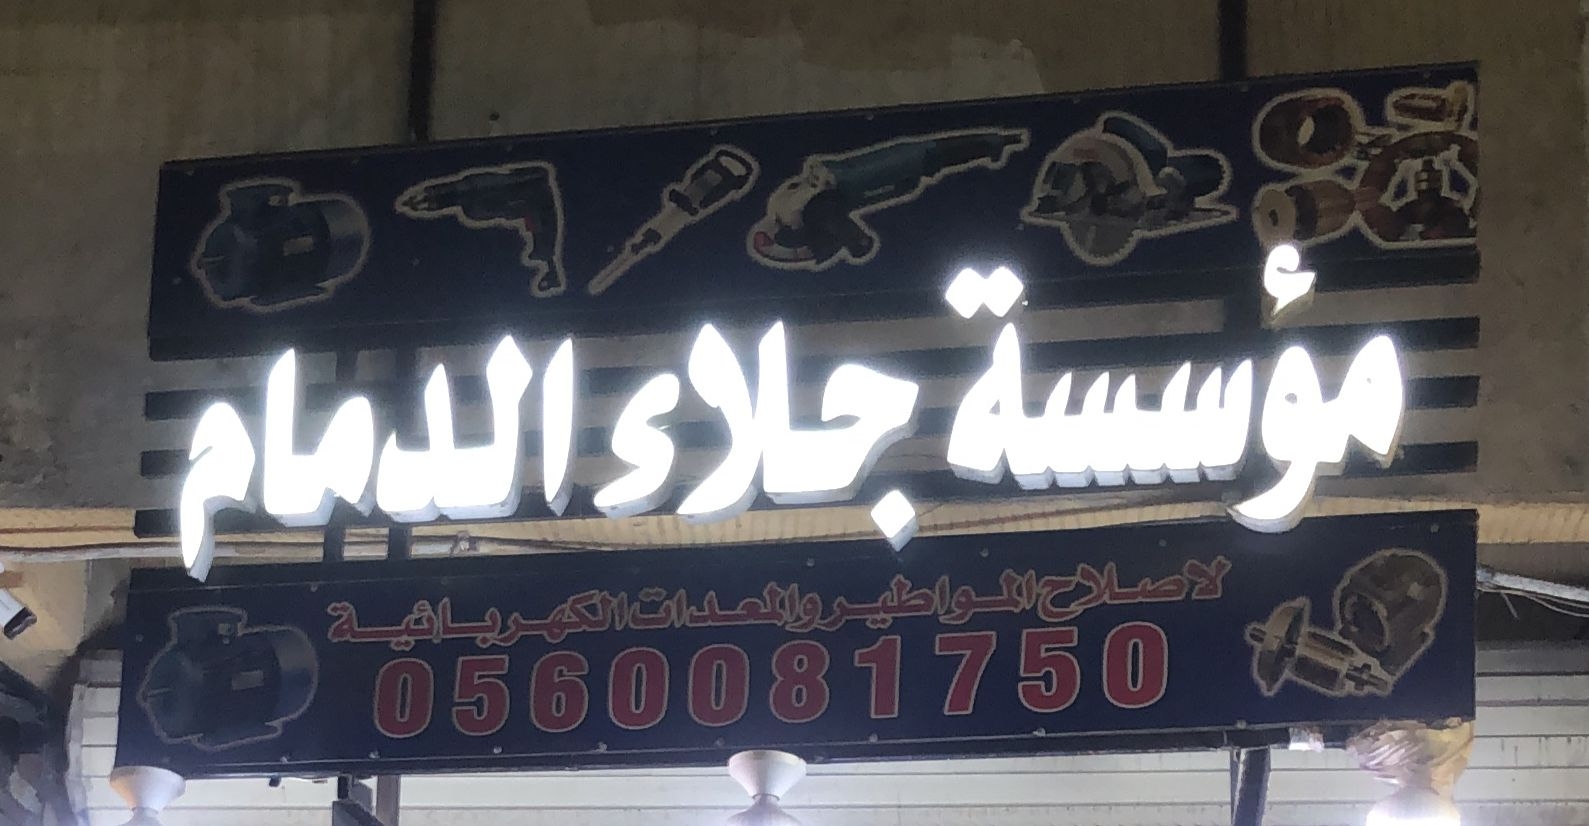 مؤسسة جلاء الدمام
لاصلاح المواطير والمعدات الكهربائية
0560081750